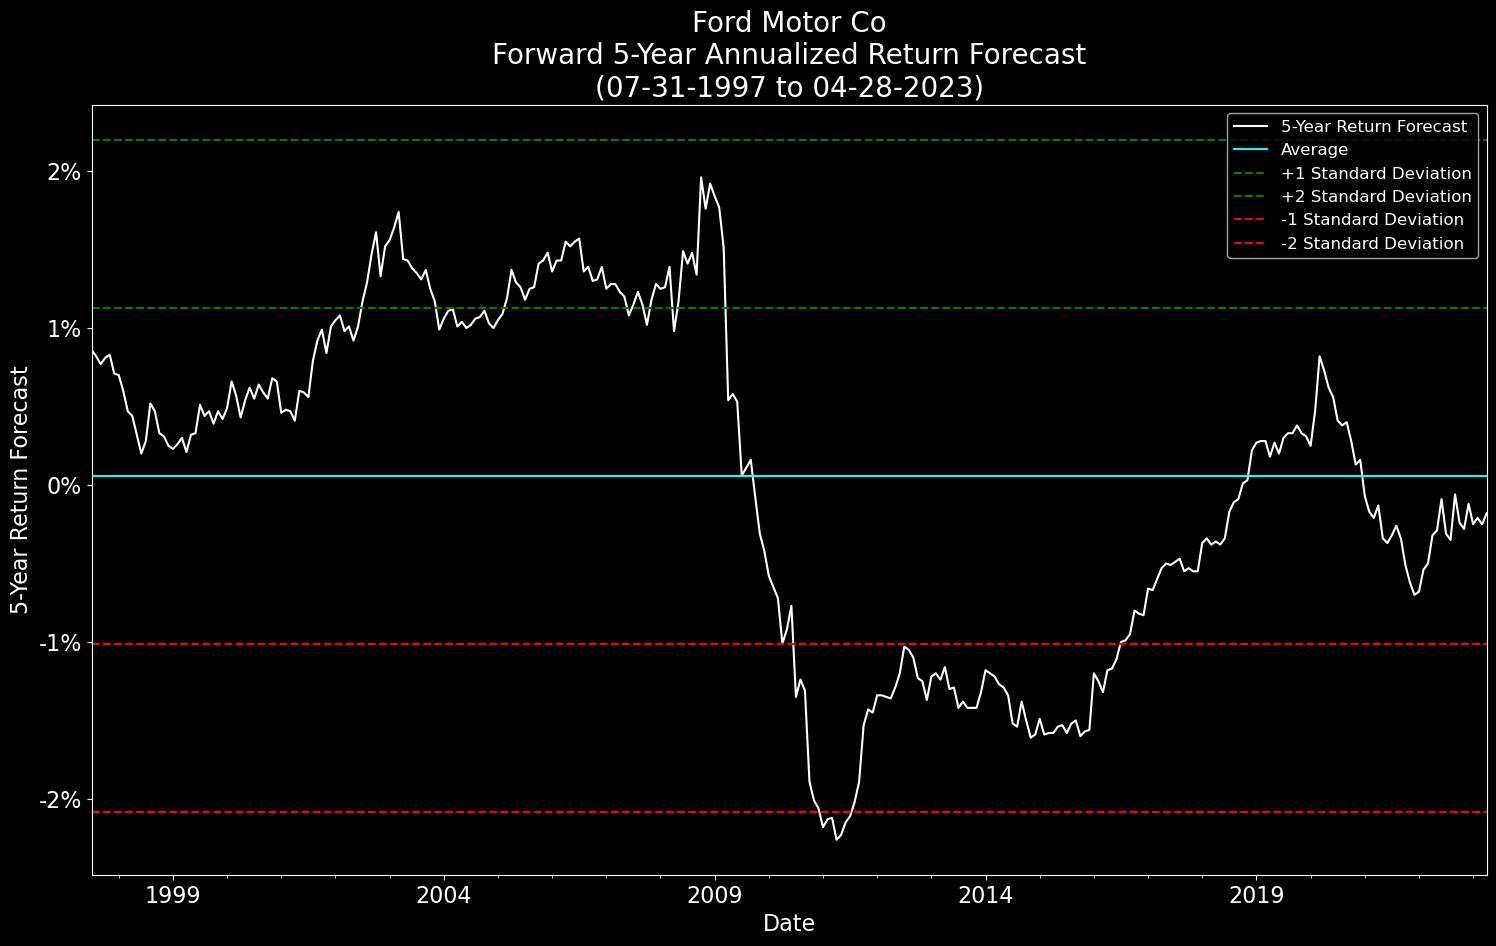 Ford Motor Co
Forward 5-Year Annualized Return Forecast
(07-31-1997 to 04-28-2023)
5-Year Return Forecast
Average
+1 Standard Deviation
+2 Standard Deviation
-1 Standard Deviation
-2 Standard Deviation
2%
1%
0%
-1%
-2%
5-Year Return Forecast
1999 2004 2009 2014 2019
Date